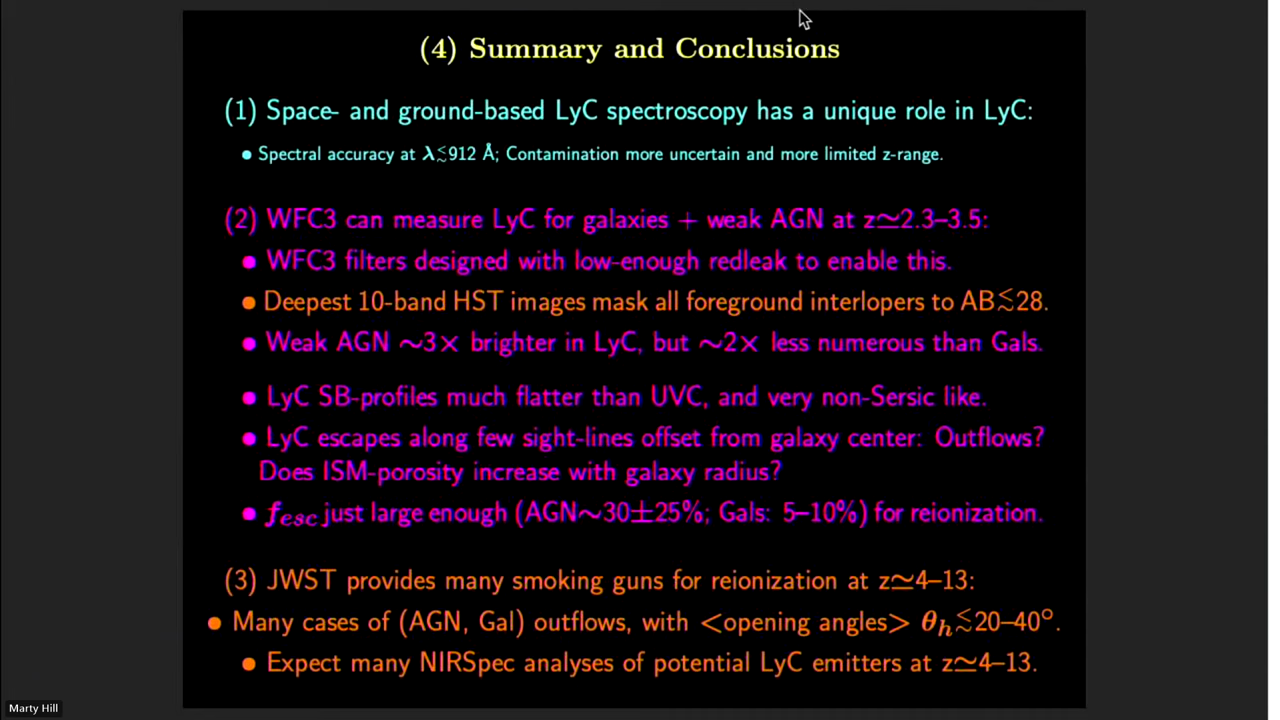 (4) Summary and Conclusions
(1) Space- and ground-based LyC spectroscopy has a unique role in LyC:
● Spectral accuracy at λ≲912 Å; Contamination more uncertain and more limited z-range.
(2) WFC3 can measure LyC for galaxies + weak AGN at z≃2.3–3.5:
● WFC3 filters designed with low-enough redleak to enable this.
● Deepest 10-band HST images mask all foreground interlopers to AB≲28.
● Weak AGN ∼3× brighter in LyC, but ∼2× less numerous than Gals.
● LyC SB-profiles much flatter than UVC, and very non-Sersic like.
● LyC escapes along few sight-lines offset from galaxy center: Outflows?
Does ISM-porosity increase with galaxy radius?
● fesc just large enough (AGN∼30±25%; Gals: 5–10%) for reionization.
(3) JWST provides many smoking guns for reionization at z≃4–13:
● Many cases of (AGN, Gal) outflows, with <opening angles> θh≲20–40°.
● Expect many NIRSpec analyses of potential LyC emitters at z≃4–13.
Marty Hill